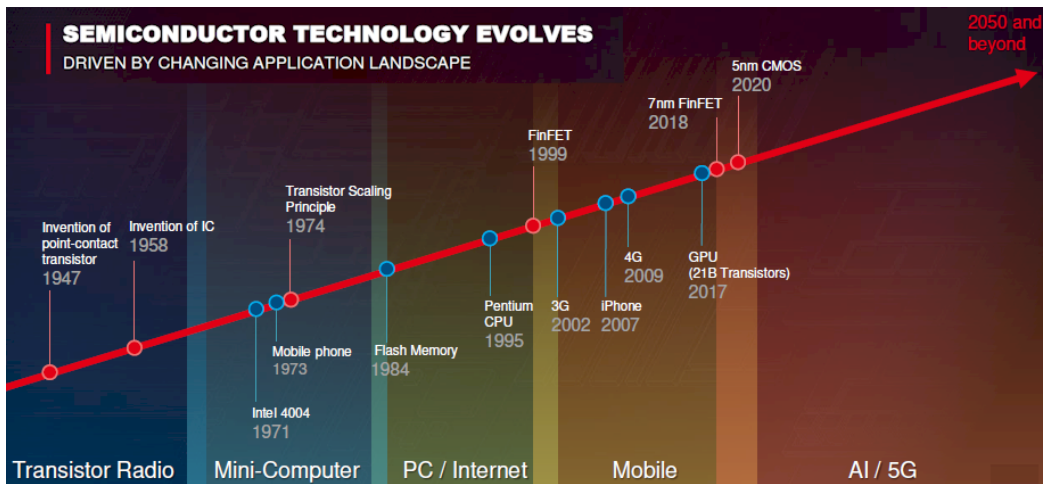 SEMICONDUCTOR TECHNOLOGY EVOLVES
DRIVEN BY CHANGING APPLICATION LANDSCAPE
2050 and
beyond
Invention of
point-contact
transistor
1947
Invention of IC
1958
Intel 4004
1971
Mobile phone
1973
Transistor Scaling
Principle
1974
Flash Memory
1984
Pentium
CPU
1995
FinFET
1999
3G
2002
iPhone
2007
4G
2009
GPU
(21B Transistors)
2017
7nm FinFET
2018
5nm CMOS
2020
Transistor Radio
Mini-Computer
PC / Internet
Mobile
AI / 5G